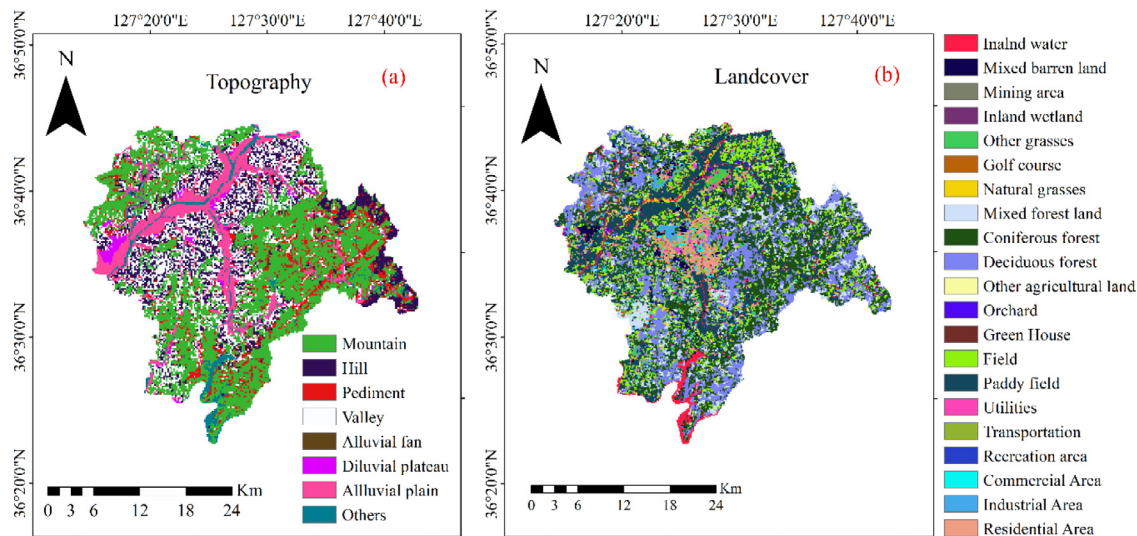 127°20'0"E 127°30'0"E 127°40'0"E
127°20'0"E 127°30'0"E 127°40'0"E
36°50'0"N
36°40'0"N
36°30'0"N
36°20'0"N
N
Topography
(a)
Mountain
Hill
Pediment
Valley
Alluvial fan
Diluvial plateau
Allluvial plain
Others
Km
0 3 6 12 18 24
36°50'0"N
36°40'0"N
36°30'0"N
36°20'0"N
N
Landcover
(b)
Km
0 3 6 12 18 24
Inalnd water
Mixed barren land
Mining area
Inland wetland
Other grasses
Golf course
Natural grasses
Mixed forest land
Coniferous forest
Deciduous forest
Other agricultural land
Orchard
Green House
Field
Paddy field
Utilities
Transportation
Recreation area
Commercial Area
Industrial Area
Residential Area